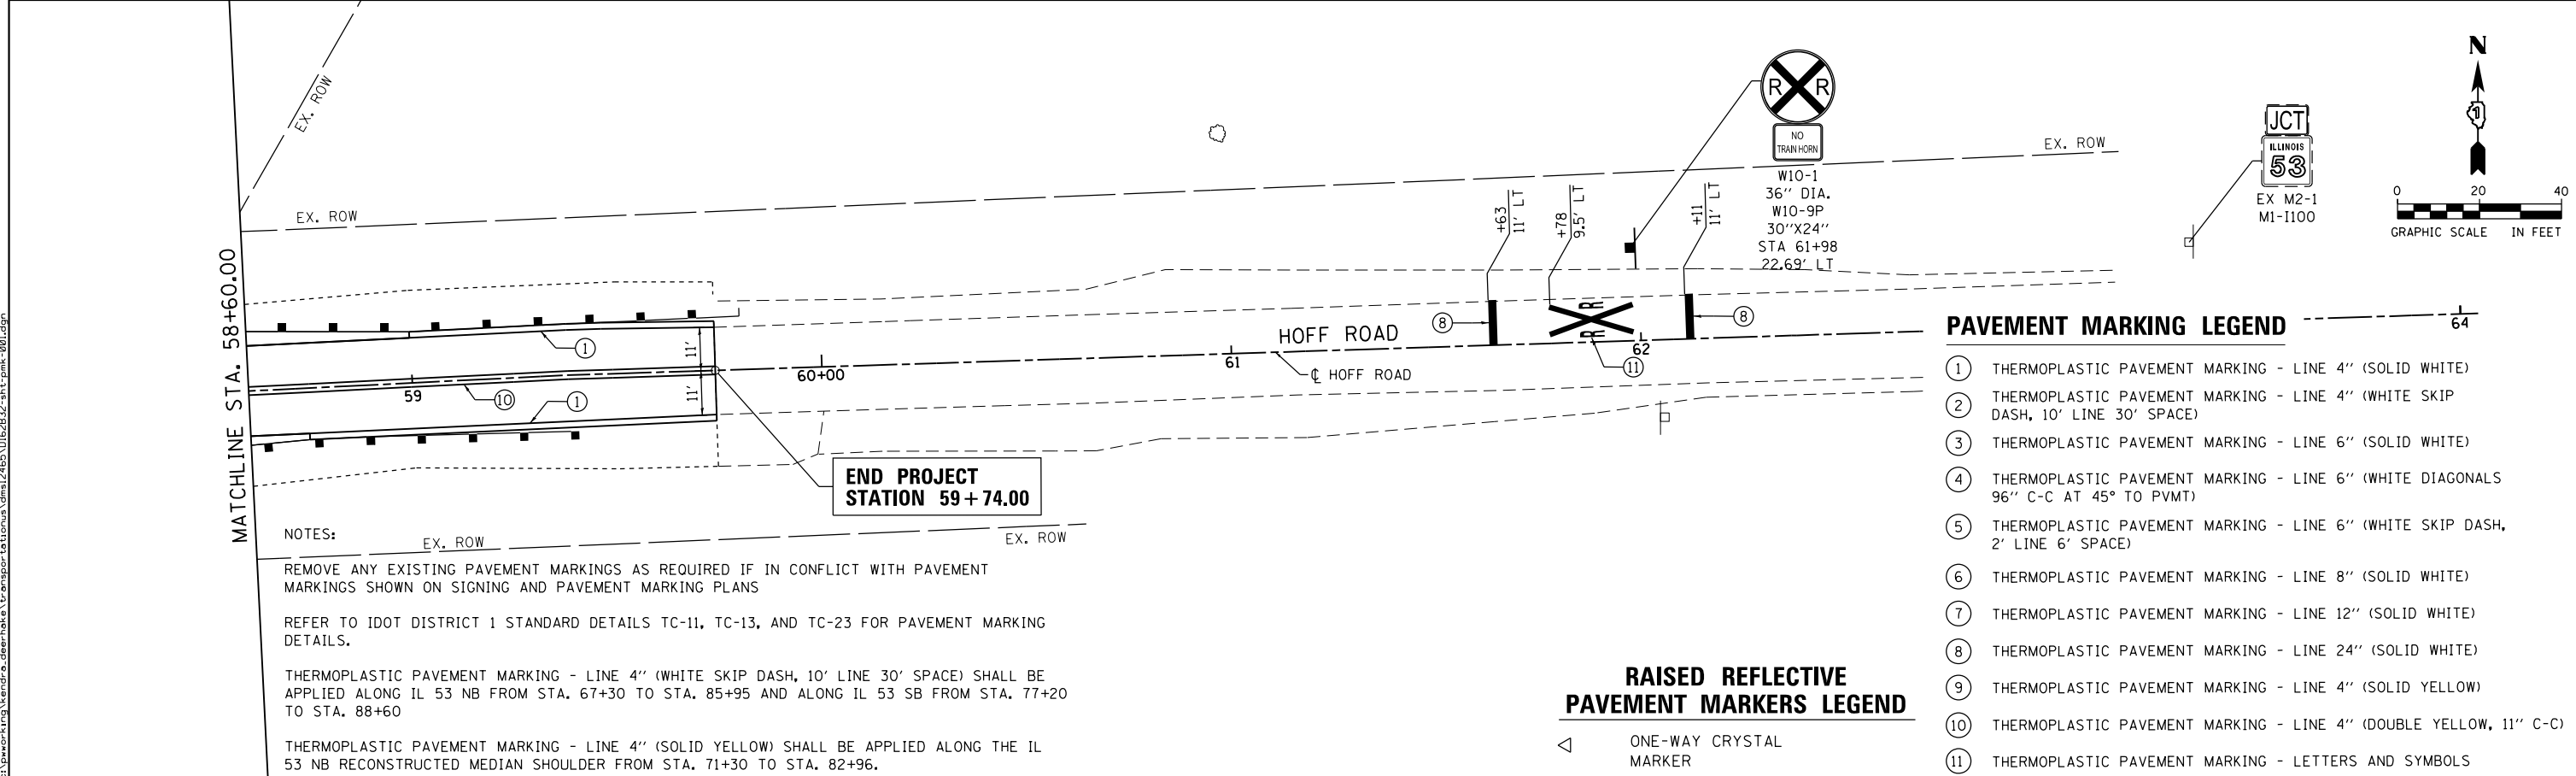 EX. ROW
EX. ROW
MATCHLINE STA. 58+60.00
1
11'
11'
59
10
1
60+00
61
HOFF ROAD
℄ HOFF ROAD
+63
11' LT
+78
9.5' LT
+11
11' LT
8
R
R
8
11
62
R R
NO
TRAIN HORN
W10-1
36'' DIA.
W10-9P
30''X24''
STA 61+98
22.69' LT
EX. ROW
JCT
ILLINOIS
53
EX M2-1
M1-I100
N
1
0 20 40
GRAPHIC SCALE IN FEET
64
END PROJECT
STATION 59+74.00
EX. ROW
EX. ROW
NOTES:
REMOVE ANY EXISTING PAVEMENT MARKINGS AS REQUIRED IF IN CONFLICT WITH PAVEMENT
MARKINGS SHOWN ON SIGNING AND PAVEMENT MARKING PLANS
REFER TO IDOT DISTRICT 1 STANDARD DETAILS TC-11, TC-13, AND TC-23 FOR PAVEMENT MARKING
DETAILS.
THERMOPLASTIC PAVEMENT MARKING - LINE 4'' (WHITE SKIP DASH, 10' LINE 30' SPACE) SHALL BE
APPLIED ALONG IL 53 NB FROM STA. 67+30 TO STA. 85+95 AND ALONG IL 53 SB FROM STA. 77+20
TO STA. 88+60
THERMOPLASTIC PAVEMENT MARKING - LINE 4'' (SOLID YELLOW) SHALL BE APPLIED ALONG THE IL
53 NB RECONSTRUCTED MEDIAN SHOULDER FROM STA. 71+30 TO STA. 82+96.
RAISED REFLECTIVE
PAVEMENT MARKERS LEGEND
ONE-WAY CRYSTAL
MARKER
PAVEMENT MARKING LEGEND
1 THERMOPLASTIC PAVEMENT MARKING - LINE 4'' (SOLID WHITE)
2 THERMOPLASTIC PAVEMENT MARKING - LINE 4'' (WHITE SKIP
DASH, 10' LINE 30' SPACE)
3 THERMOPLASTIC PAVEMENT MARKING - LINE 6'' (SOLID WHITE)
4 THERMOPLASTIC PAVEMENT MARKING - LINE 6'' (WHITE DIAGONALS
96'' C-C AT 45° TO PVMT)
5 THERMOPLASTIC PAVEMENT MARKING - LINE 6'' (WHITE SKIP DASH,
2' LINE 6' SPACE)
6 THERMOPLASTIC PAVEMENT MARKING - LINE 8'' (SOLID WHITE)
7 THERMOPLASTIC PAVEMENT MARKING - LINE 12'' (SOLID WHITE)
8 THERMOPLASTIC PAVEMENT MARKING - LINE 24'' (SOLID WHITE)
9 THERMOPLASTIC PAVEMENT MARKING - LINE 4'' (SOLID YELLOW)
10 THERMOPLASTIC PAVEMENT MARKING - LINE 4'' (DOUBLE YELLOW, 11'' C-C)
11 THERMOPLASTIC PAVEMENT MARKING - LETTERS AND SYMBOLS